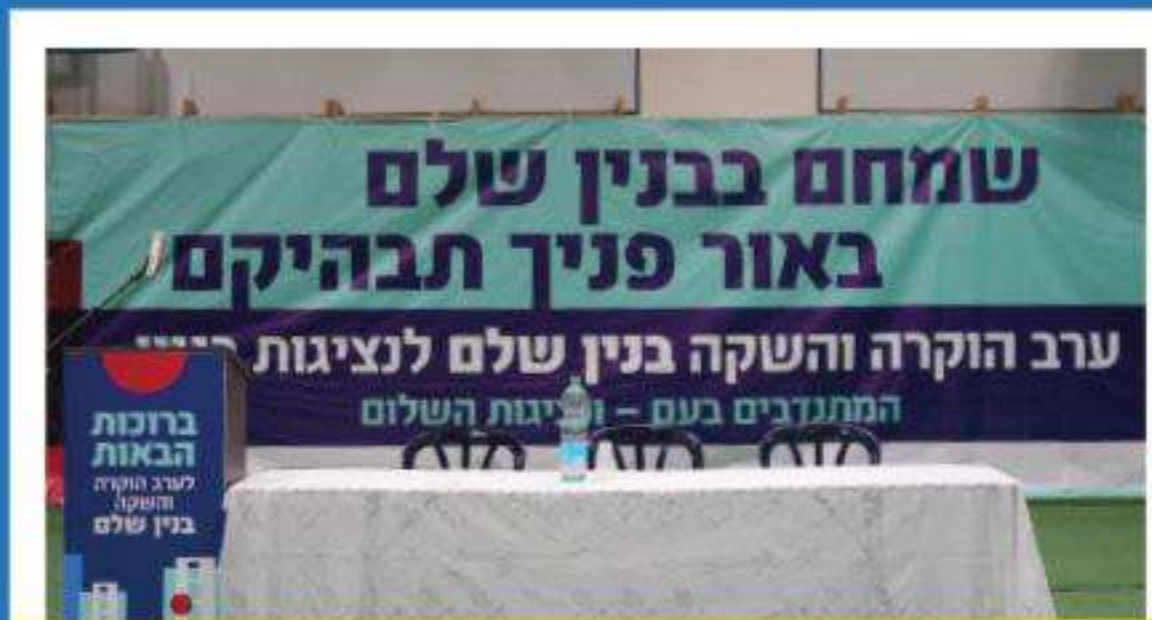 שמחם בבנין שלם
באור פניך תבהיקם
ערב הוקרה והשקה בנין שלם לנציגות
המתנדבים בעם – השלום
ברוכות
הבאות
לערב הוקרה
והשקה
בנין שלם